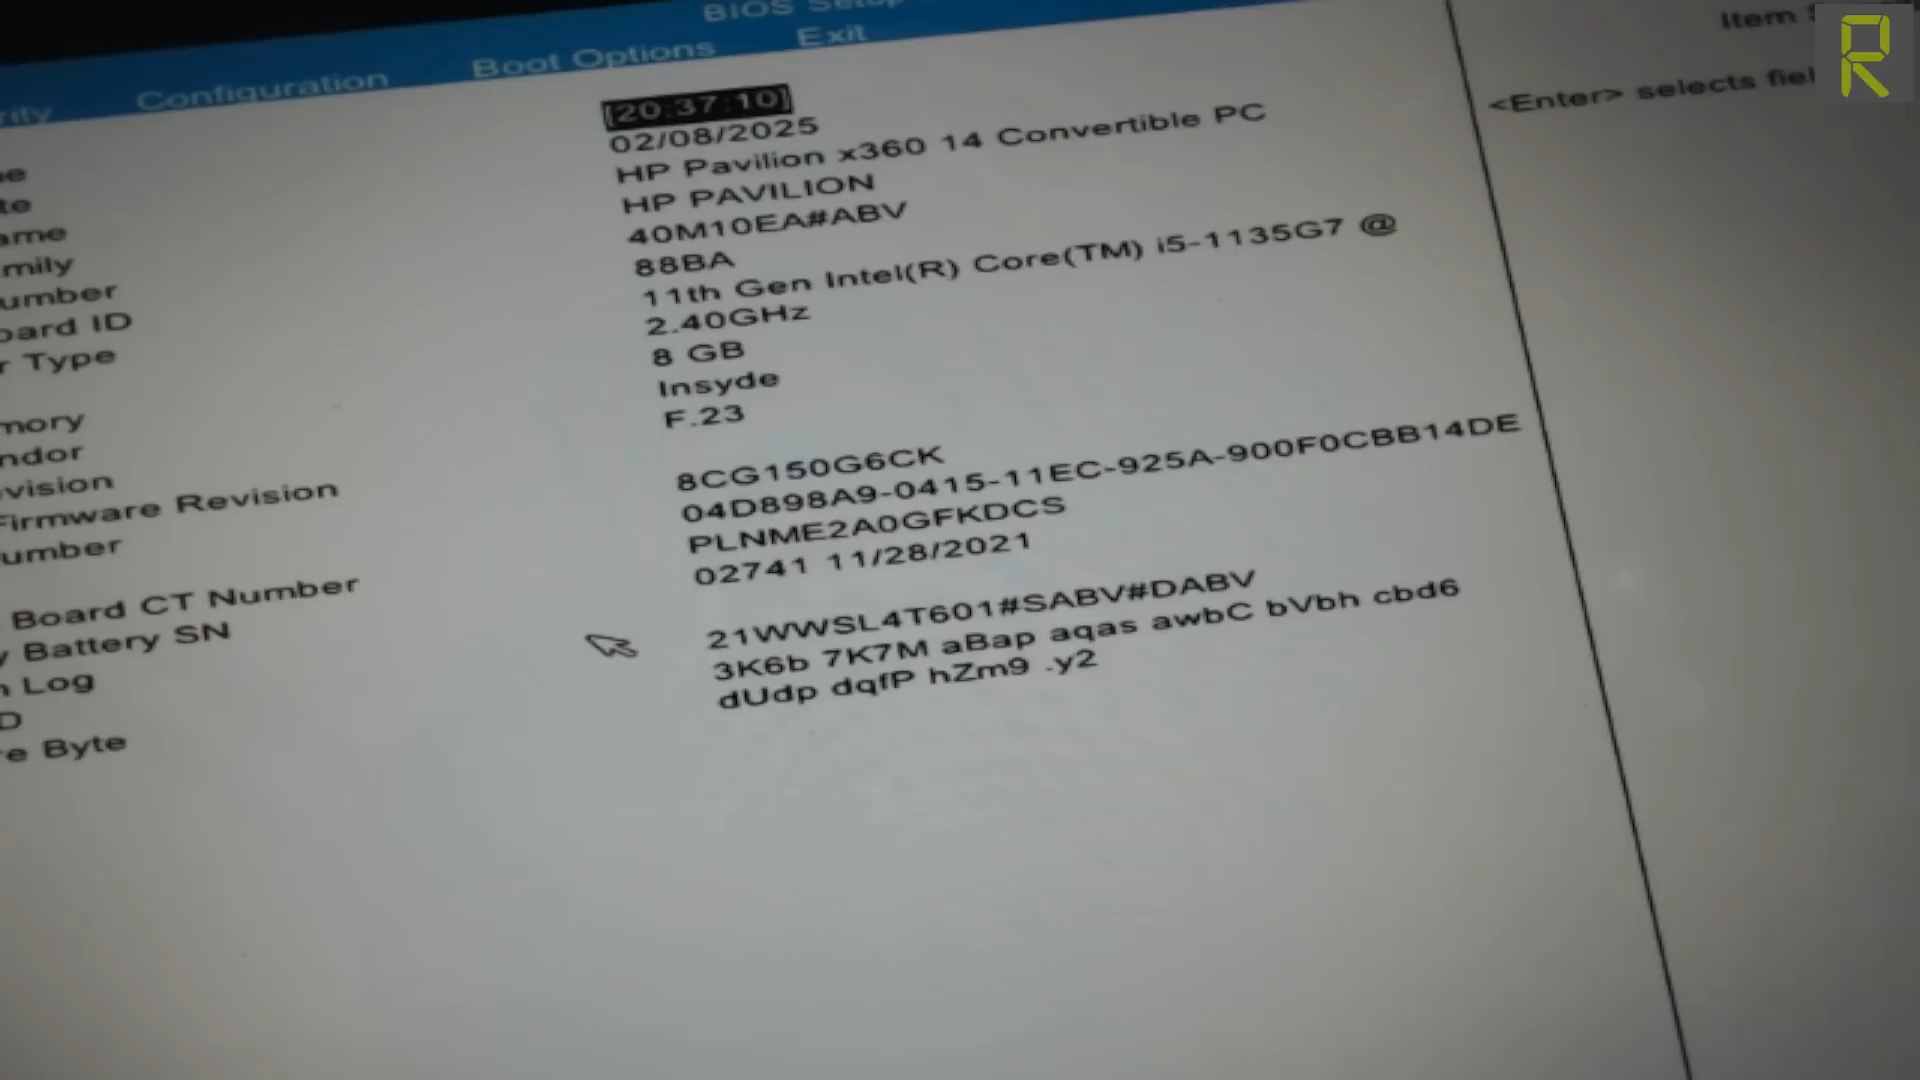 BIOS Setup
Item
rity Configuration Boot Options Exit
[20:37:10]
02/08/2025
<Enter> selects fiel
ame HP Pavilion x360 14 Convertible PC
mily HP PAVILION
umber 40M10EA#ABV
oard ID 88BA
r Type 11th Gen Intel(R) Core(TM) i5-1135G7 @
2.40GHz
mory 8 GB
ndor Insyde
vision F.23
Firmware Revision
umber 8CG150G6CK
04D898A9-0415-11EC-925A-900F0CBB14DE
Board CT Number PLNME2A0GFKDCS
y Battery SN 02741 11/28/2021
n Log
D 21WWSL4T601#SABV#DABV
re Byte 3K6b 7K7M aBap aqas awbC bVbh cbd6
dUdp dqfP hZm9 .y2
R